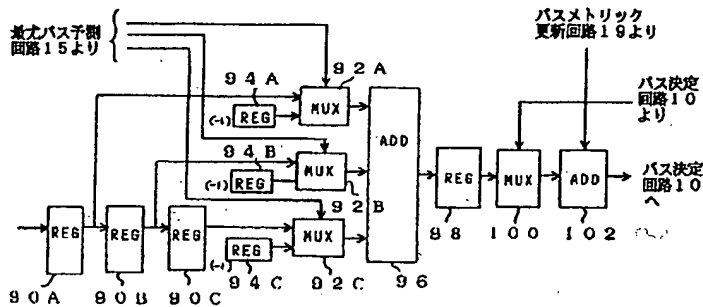 最尤パス予測
回路15より
パスメトリック
更新回路19より
パス決定
回路10
より
92A
94A
(-1) REG
MUX
ADD
94B
(-1) REG
MUX
92B
REG
MUX
ADD
パス決定
回路10
へ
REG
REG
REG
MUX
98
100
102
(-1) REG
94C
92C
96
90A
90B
90C